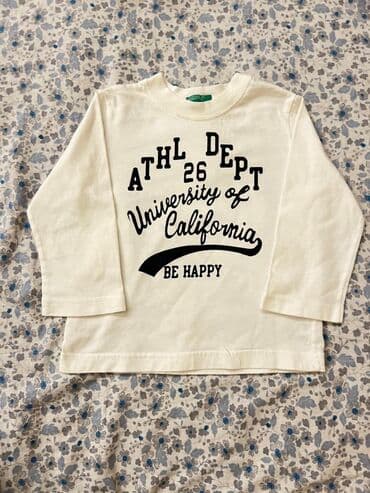 ATHL DEPT
26
University of
California
BE HAPPY